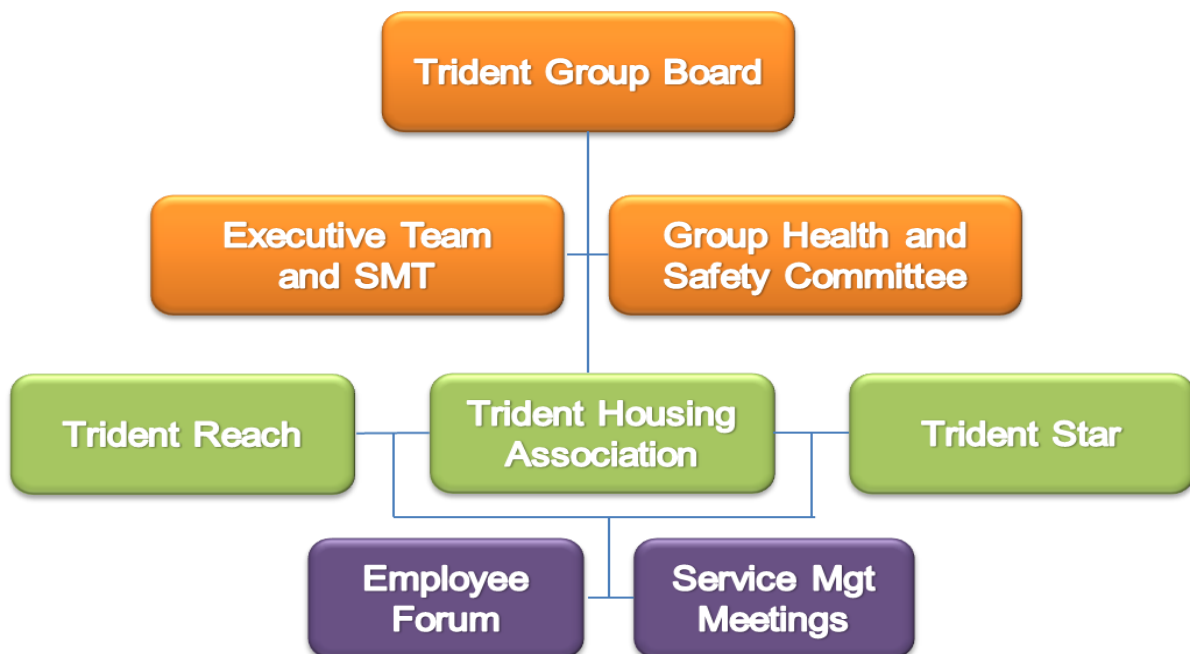 Trident Group Board
Executive Team
and SMT
Group Health and
Safety Committee
Trident Reach
Trident Housing
Association
Trident Star
Employee
Forum
Service Mgt
Meetings